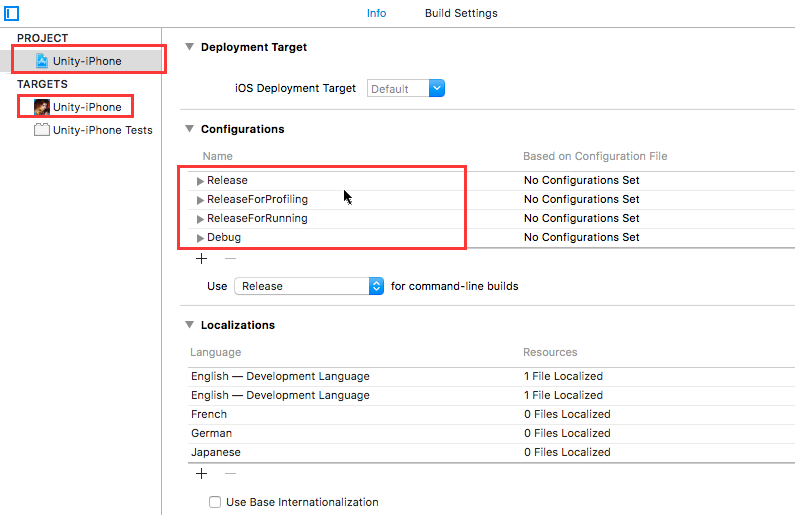 Info Build Settings
PROJECT
Unity-iPhone
TARGETS
Unity-iPhone
Unity-iPhone Tests
Deployment Target
iOS Deployment Target Default
Configurations
Name Based on Configuration File
Release No Configurations Set
ReleaseForProfiling No Configurations Set
ReleaseForRunning No Configurations Set
Debug No Configurations Set
Use Release for command-line builds
Localizations
Language Resources
English — Development Language 1 File Localized
English — Development Language 1 File Localized
French 0 Files Localized
German 0 Files Localized
Japanese 0 Files Localized
Use Base Internationalization